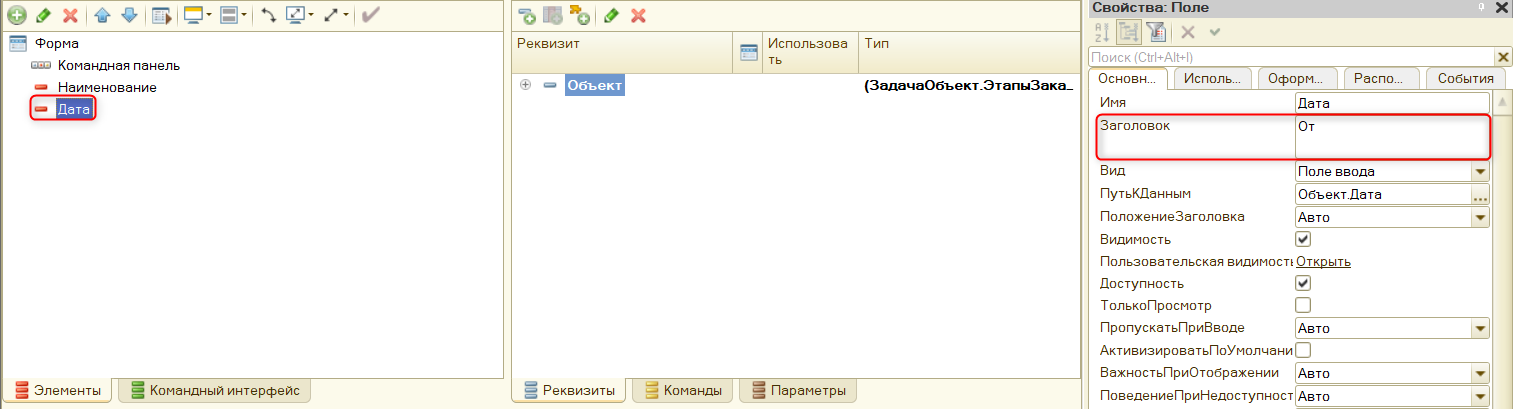 Форма
Командная панель
Наименование
Дата
Элементы
Командный интерфейс
Реквизит
Использова
ть
Тип
Объект
(ЗадачаОбъект.ЭтапыЗака...
Реквизиты
Команды
Параметры
Свойства: Поле
Поиск (Ctrl+Alt+I)
Основн...
Исполь...
Оформ...
Распо...
События
Имя
Дата
Заголовок
От
Вид
Поле ввода
ПутьКДанным
Объект.Дата
...
ПоложениеЗаголовка
Авто
Видимость
Пользовательская видимость
Открыть
Доступность
ТолькоПросмотр
ПропускатьПриВводе
Авто
АктивизироватьПоУмолчани
ВажностьПриОтображении
Авто
ПоведениеПриНедоступност
Авто